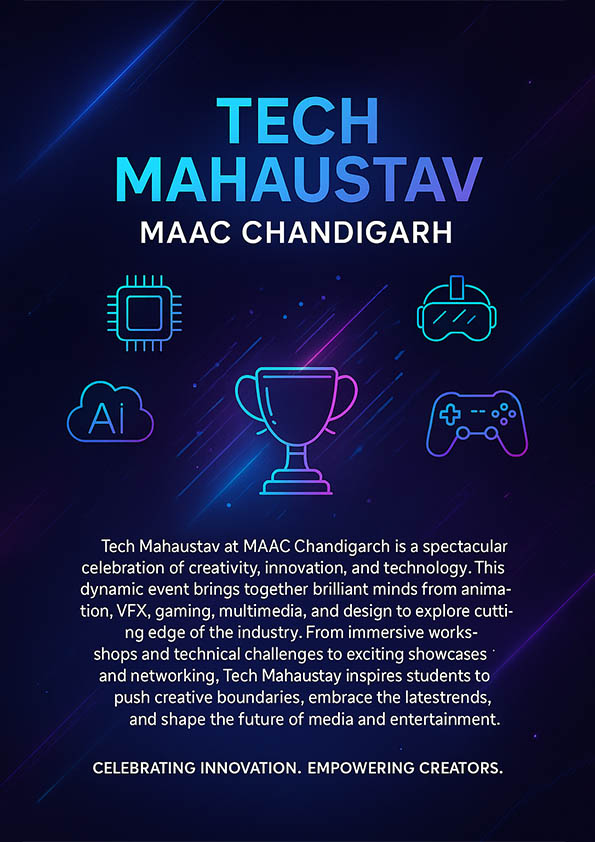 TECH
MAHAUSTAV
MAAC CHANDIGARH
Ai
Tech Mahaustav at MAAC Chandigarch is a spectacular
celebration of creativity, innovation, and technology. This
dynamic event brings together brilliant minds from anima-
tion, VFX, gaming, multimedia, and design to explore cutti-
ng edge of the industry. From immersive works-
shops and technical challenges to exciting showcases
and networking, Tech Mahaustay inspires students to
push creative boundaries, embrace the latestrends,
and shape the future of media and entertainment.
CELEBRATING INNOVATION. EMPOWERING CREATORS.